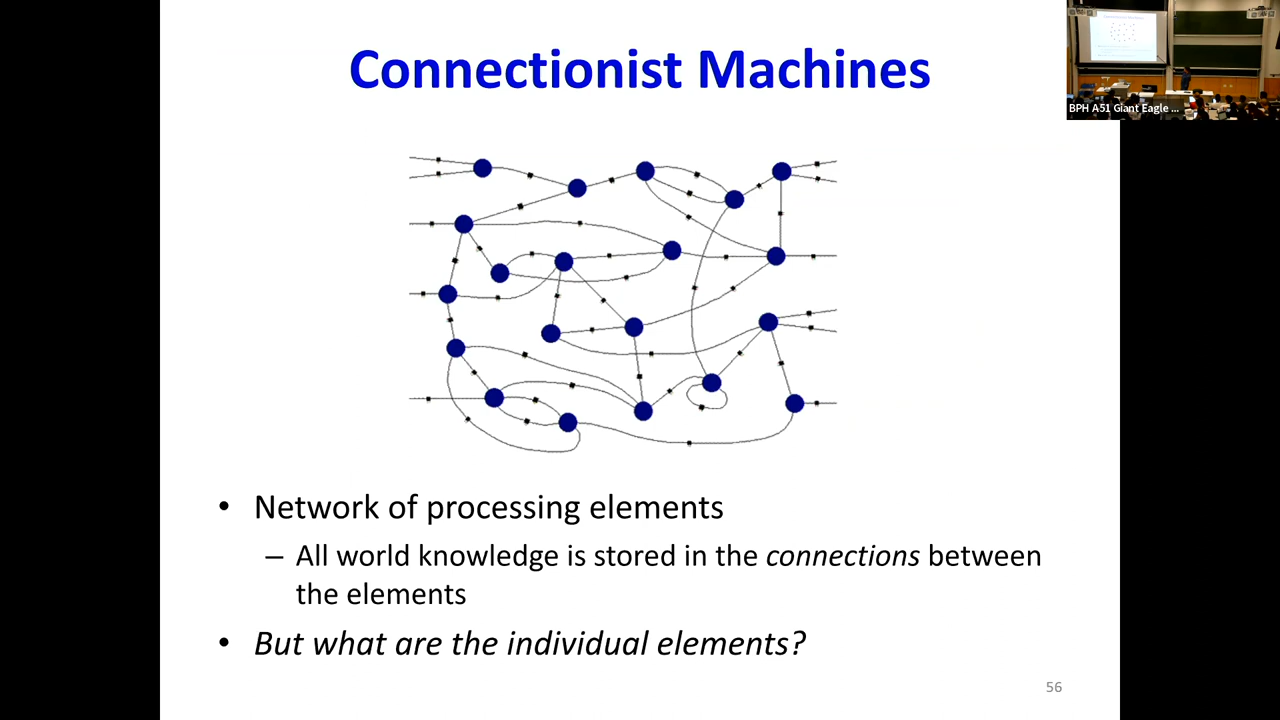 Connectionist Machines
BPH A51 Giant Eagle ...
• Network of processing elements
– All world knowledge is stored in the connections between
the elements
• But what are the individual elements?
56